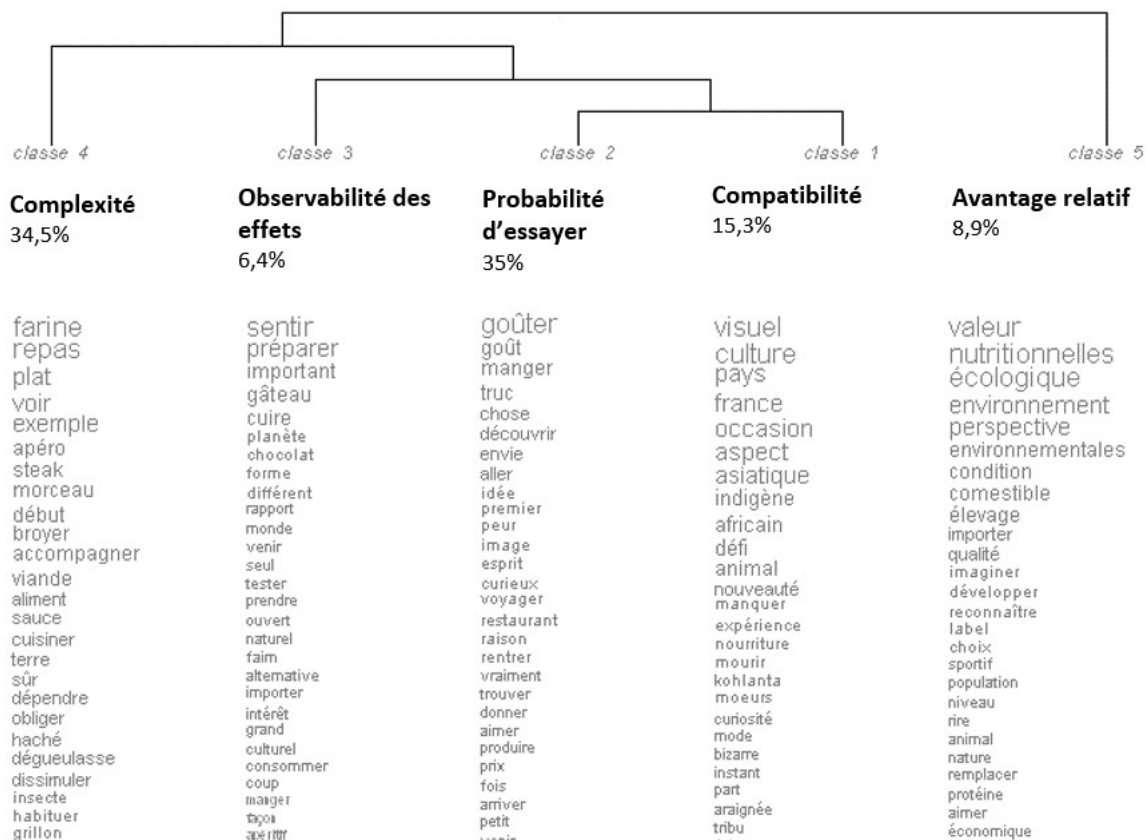 classe 4
classe 3
classe 2
classe 1
classe 5
Complexité
34,5%
Observabilité des
effets
6,4%
Probabilité
d'essayer
35%
Compatibilité
15,3%
Avantage relatif
8,9%
farine
repas
plat
voir
exemple
apéro
steak
morceau
début
broyer
accompagner
viande
aliment
sauce
cuisiner
terre
sûr
dépendre
obliger
haché
dégueulasse
dissimuler
insecte
habituer
grillon
sentir
préparer
important
gâteau
cuire
planète
chocolat
forme
différent
rapport
monde
venir
seul
tester
prendre
ouvert
naturel
faim
alternative
importer
intérêt
grand
culturel
consommer
coup
manger
façon
apéritif
goûter
goût
manger
truc
chose
découvrir
envie
aller
idée
premier
peur
image
esprit
curieux
voyager
restaurant
raison
rentrer
vraiment
trouver
donner
aimer
produire
prix
fois
arriver
petit
visuel
culture
pays
france
occasion
aspect
asiatique
indigène
africain
défi
animal
nouveauté
manquer
expérience
nourriture
mourir
kohlanta
moeurs
curiosité
mode
bizarre
instant
part
araignée
tribu
valeur
nutritionnelles
écologique
environnement
perspective
environnementales
condition
comestible
élevage
importer
qualité
imaginer
développer
reconnaître
label
choix
sportif
population
niveau
rire
animal
nature
remplacer
protéine
aimer
économique